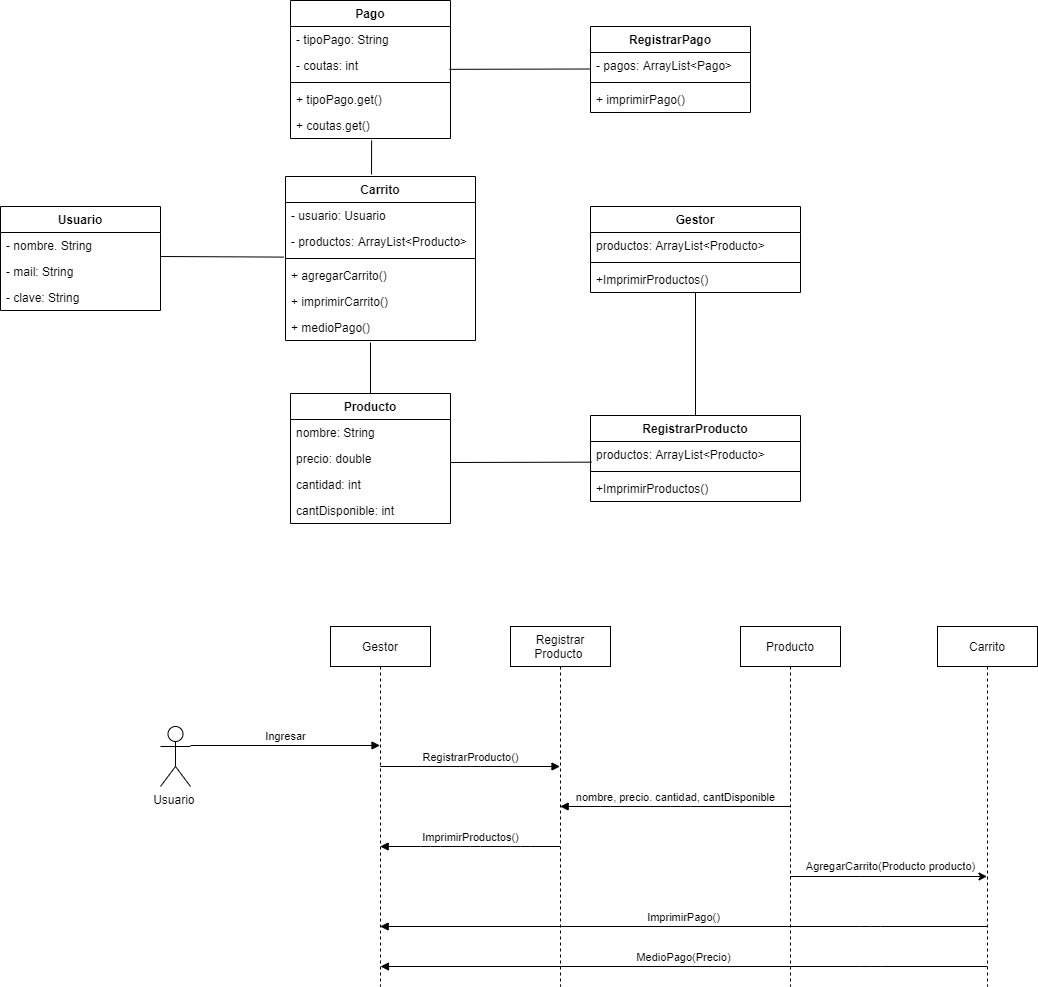 Pago
- tipoPago: String
- coutas: int
+ tipoPago.get()
+ coutas.get()
RegistrarPago
- pagos: ArrayList<Pago>
+ imprimirPago()
Usuario
- nombre. String
- mail: String
- clave: String
Carrito
- usuario: Usuario
- productos: ArrayList<Producto>
+ agregarCarrito()
+ imprimirCarrito()
+ medioPago()
Gestor
productos: ArrayList<Producto>
+ImprimirProductos()
Producto
nombre: String
precio: double
cantidad: int
cantDisponible: int
RegistrarProducto
productos: ArrayList<Producto>
+ImprimirProductos()
Gestor
Registrar
Producto
Producto
Carrito
Usuario
Ingresar
RegistrarProducto()
nombre, precio. cantidad, cantDisponible
ImprimirProductos()
AgregarCarrito(Producto producto)
ImprimirPago()
MedioPago(Precio)